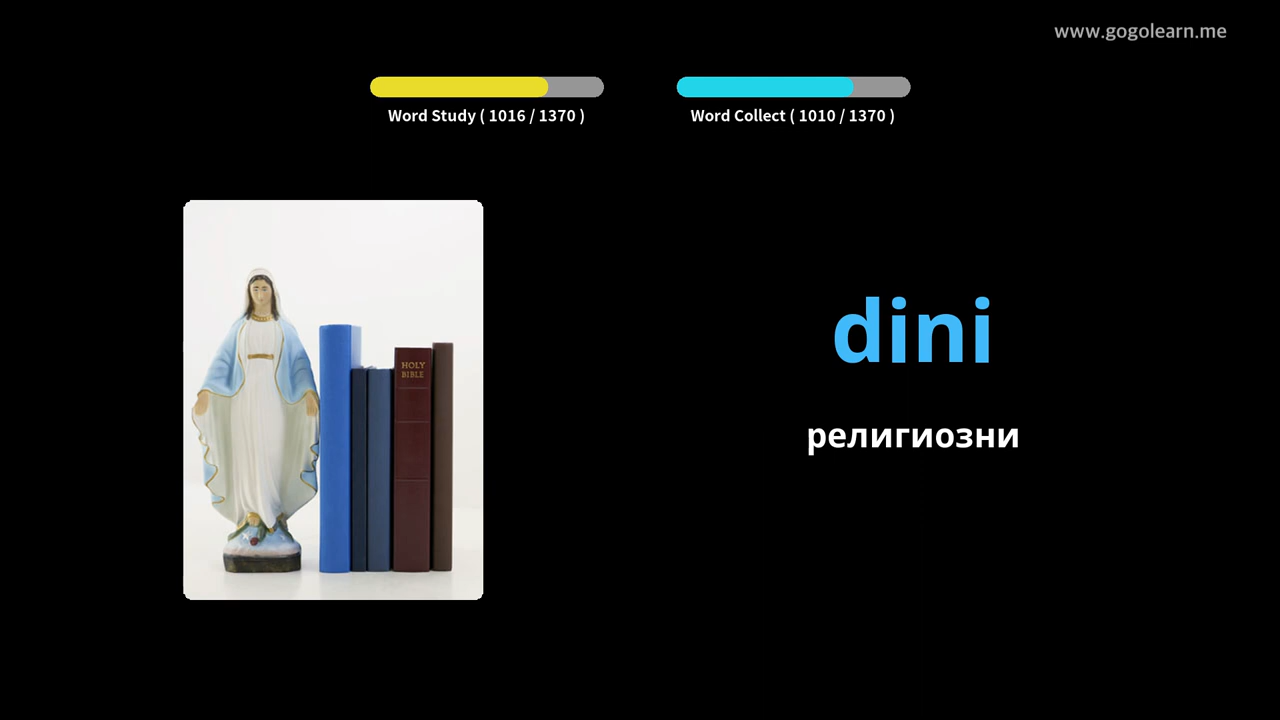 www.gogolearn.me
Word Study ( 1016 / 1370 )
Word Collect ( 1010 / 1370 )
HOLY
BIBLE
dini
религиозни